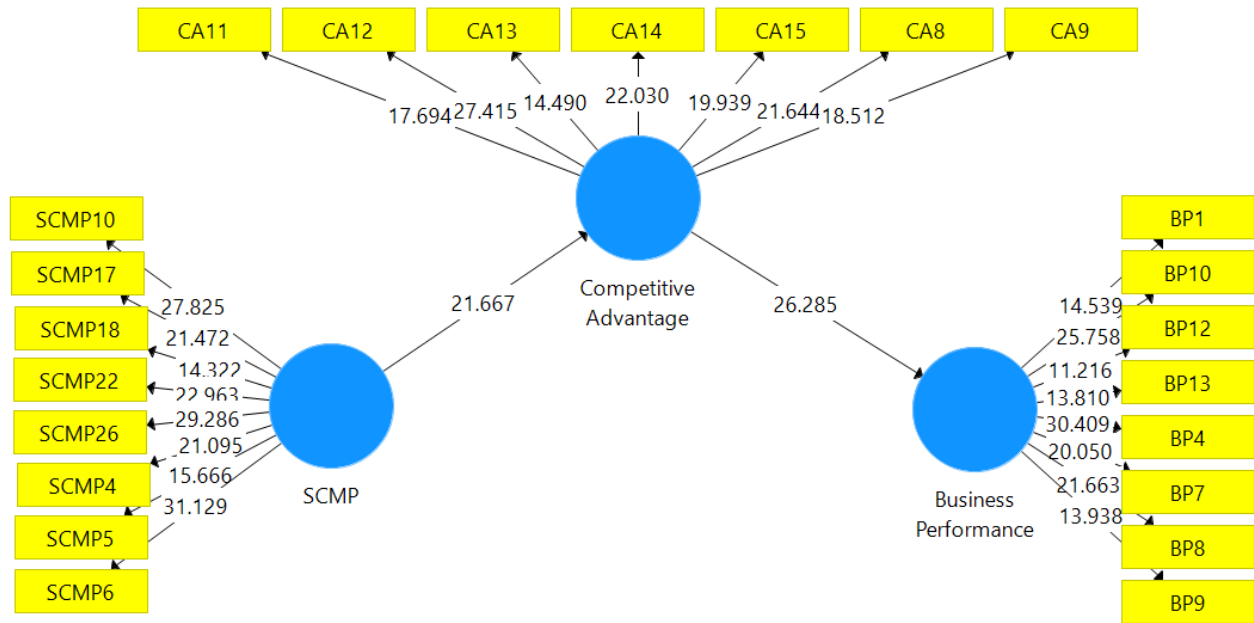 CA11
CA12
CA13
CA14
CA15
CA8
CA9
17.694
27.415
14.490
22.030
19.939
21.644
18.512
Competitive
Advantage
SCMP10
SCMP17
SCMP18
SCMP22
SCMP26
SCMP4
SCMP5
SCMP6
27.825
21.472
14.322
22.963
29.286
21.095
15.666
31.129
SCMP
21.667
26.285
Business
Performance
14.539
25.758
11.216
13.810
30.409
20.050
21.663
13.938
BP1
BP10
BP12
BP13
BP4
BP7
BP8
BP9